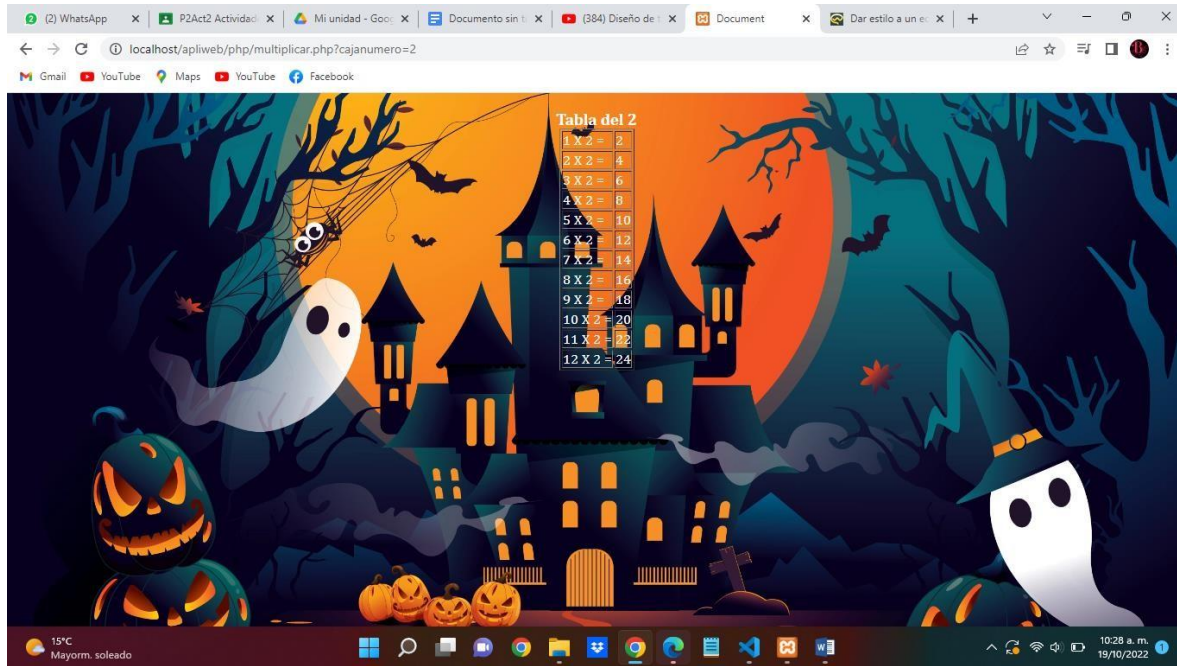 (2) WhatsApp
P2Act2 Actividad
Mi unidad - Goog
Documento sin t
(384) Diseño de t
Document
Dar estilo a un e
localhost/apliweb/php/multiplicar.php?cajanumero=2
Gmail YouTube Maps YouTube Facebook
Tabla del 2
1 X 2 = 2
2 X 2 = 4
3 X 2 = 6
4 X 2 = 8
5 X 2 = 10
6 X 2 = 12
7 X 2 = 14
8 X 2 = 16
9 X 2 = 18
10 X 2 = 20
11 X 2 = 22
12 X 2 = 24
15°C
Mayorm. soleado
10:28 a. m.
19/10/2022
1